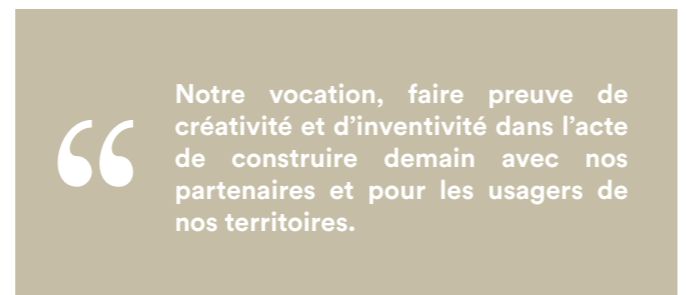 “
Notre vocation, faire preuve de
créativité et d’inventivité dans l’acte
de construire demain avec nos
partenaires et pour les usagers de
nos territoires.